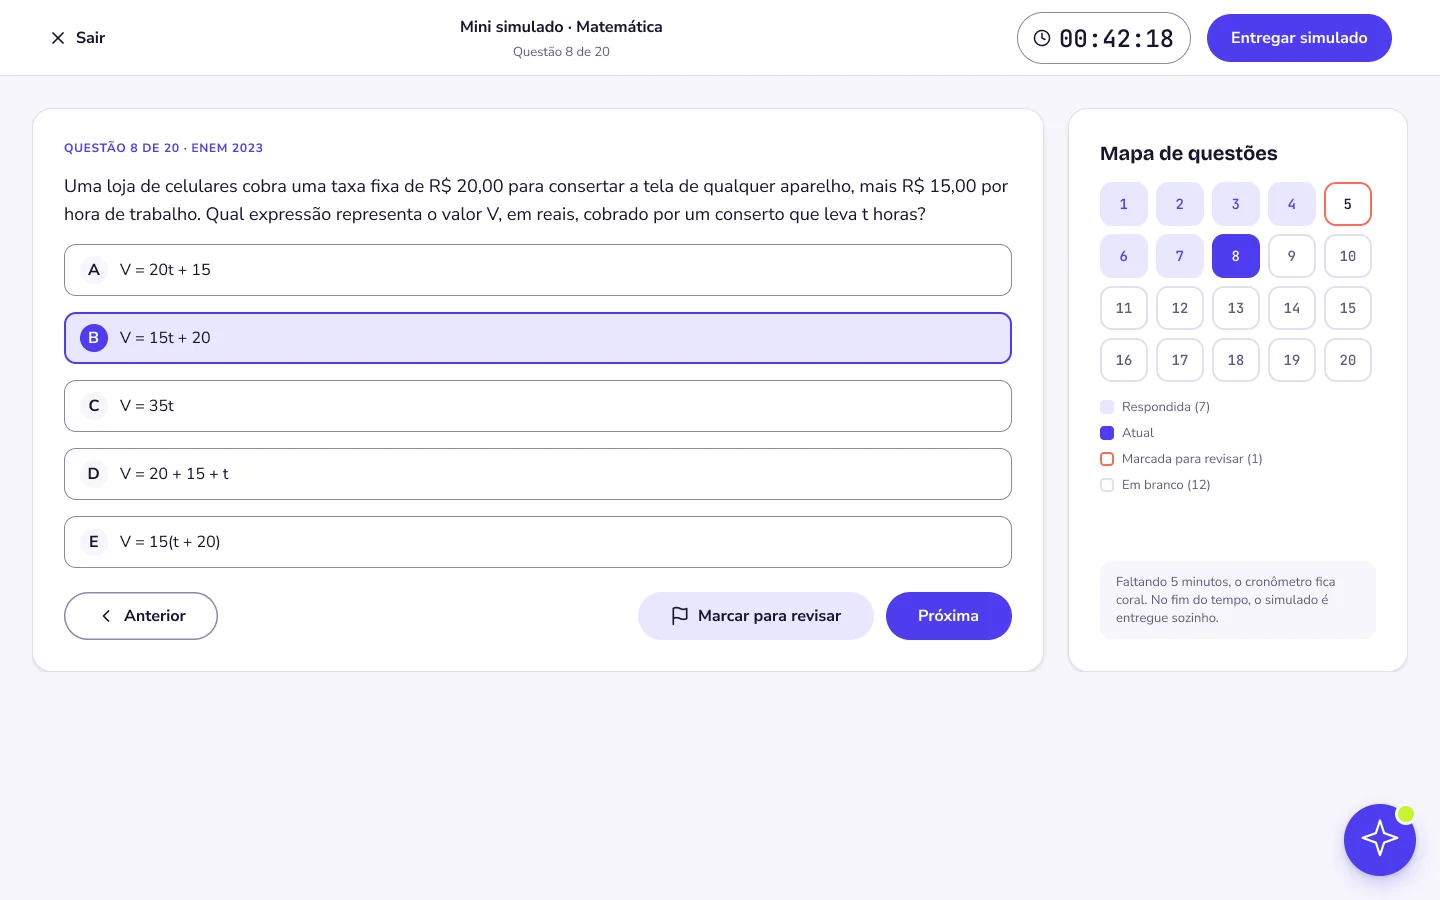 Sair
Mini simulado · Matemática
Questão 8 de 20
00:42:18
Entregar simulado
QUESTÃO 8 DE 20 · ENEM 2023
Uma loja de celulares cobra uma taxa fixa de R$ 20,00 para consertar a tela de qualquer aparelho, mais R$ 15,00 por
hora de trabalho. Qual expressão representa o valor V, em reais, cobrado por um conserto que leva t horas?
A V = 20t + 15
B V = 15t + 20
C V = 35t
D V = 20 + 15 + t
E V = 15(t + 20)
Anterior
Marcar para revisar
Próxima
Mapa de questões
1 2 3 4 5
6 7 8 9 10
11 12 13 14 15
16 17 18 19 20
Respondida (7)
Atual
Marcada para revisar (1)
Em branco (12)
Faltando 5 minutos, o cronômetro fica
coral. No fim do tempo, o simulado é
entregue sozinho.